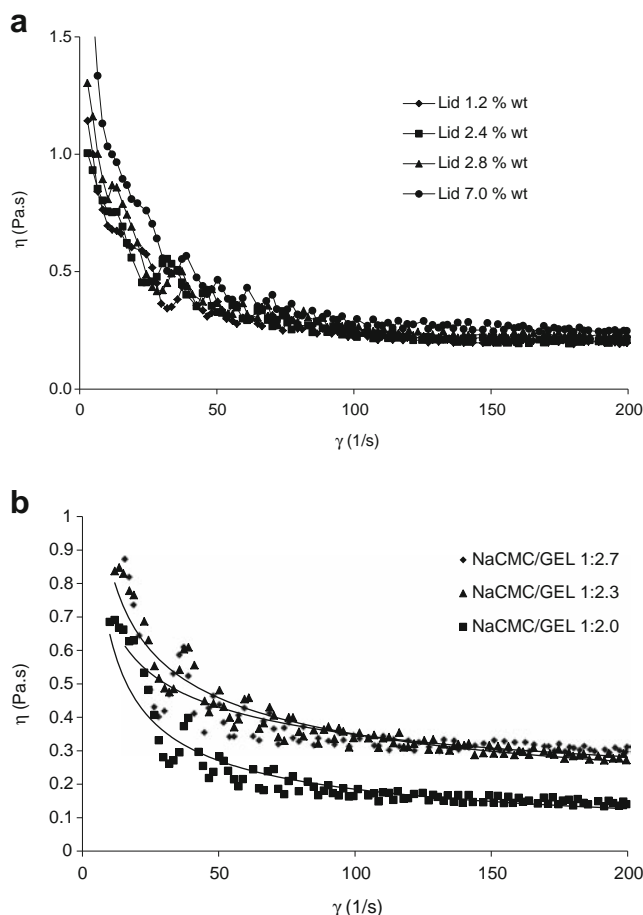 a
1.5
1.0
0.5
0.0
η (Pa.s)
Lid 1.2 % wt
Lid 2.4 % wt
Lid 2.8 % wt
Lid 7.0 % wt
0 50 100 150 200
γ (1/s)
b
1
0.9
0.8
0.7
0.6
0.5
0.4
0.3
0.2
0.1
0
η (Pa.s)
NaCMC/GEL 1:2.7
NaCMC/GEL 1:2.3
NaCMC/GEL 1:2.0
0 50 100 150 200
γ (1/s)